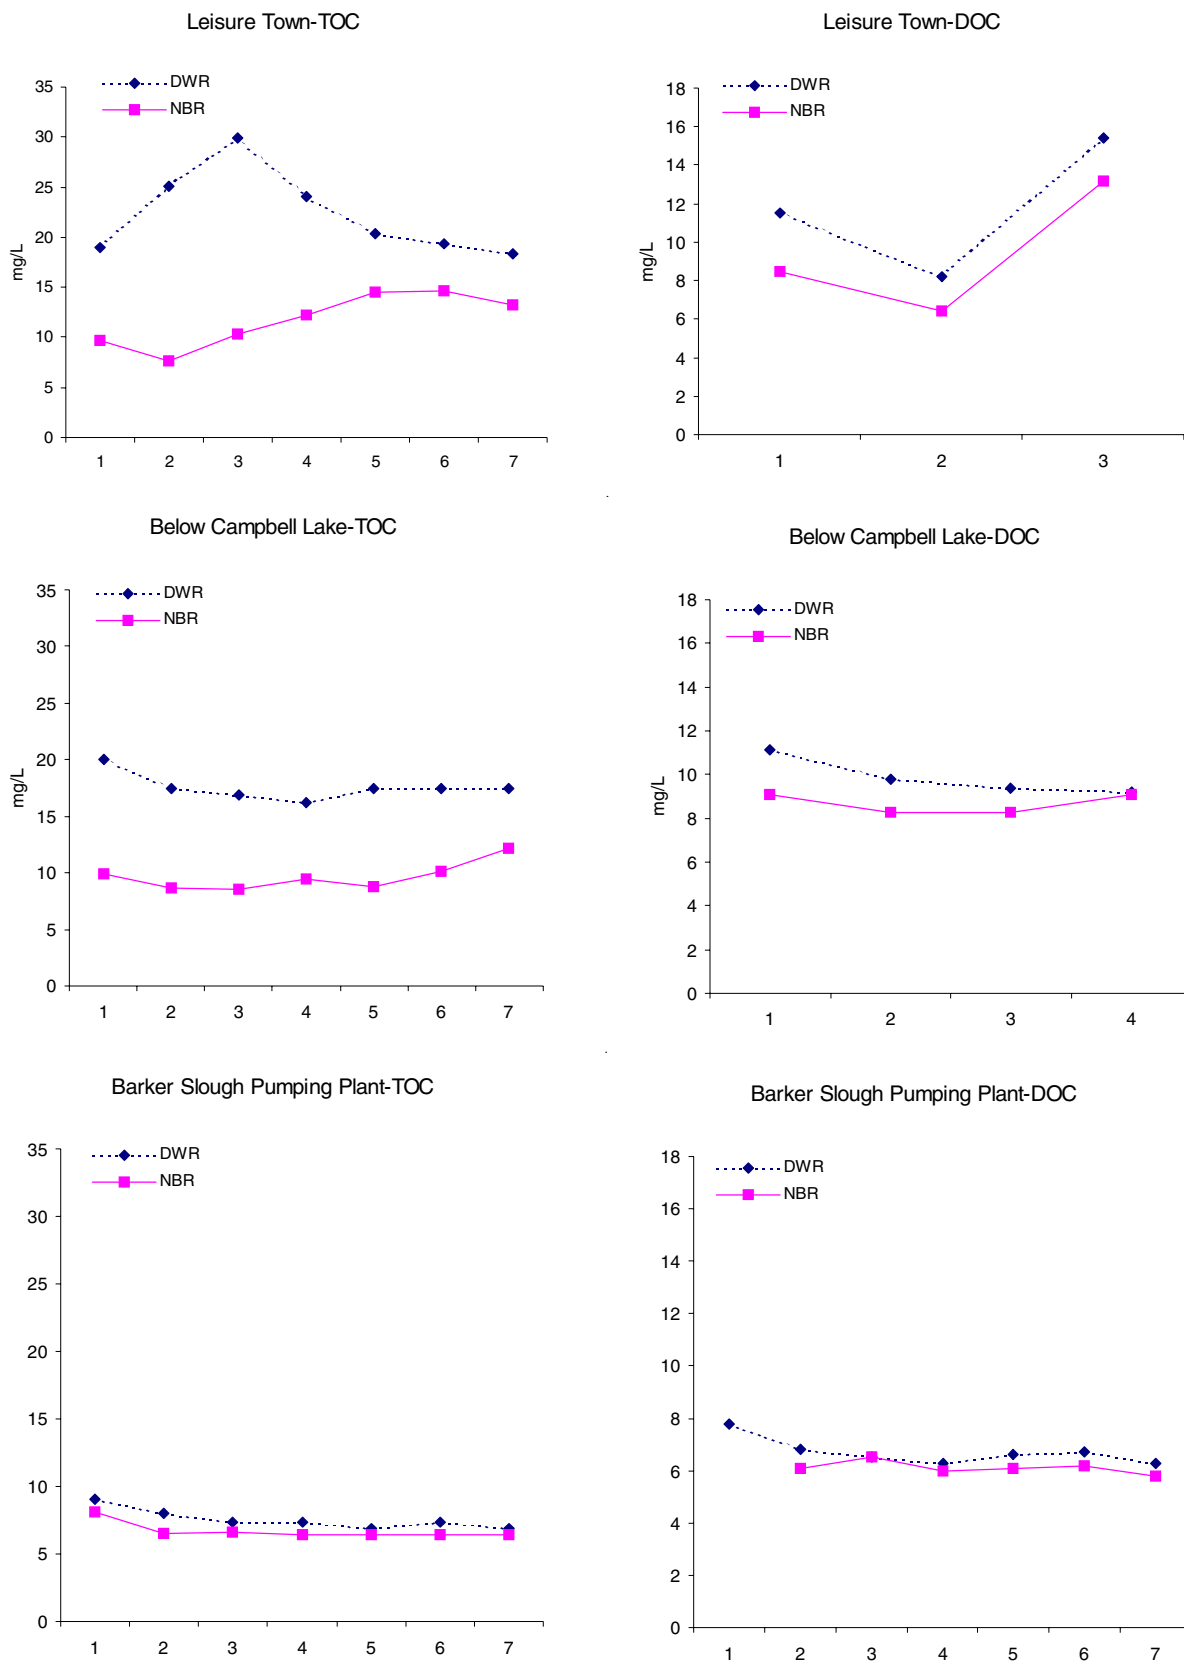 Leisure Town-TOC
DWR
NBR
35
30
25
20
15
10
5
0
mg/L
1 2 3 4 5 6 7
Leisure Town-DOC
DWR
NBR
18
16
14
12
10
8
6
4
2
0
mg/L
1 2 3
Below Campbell Lake-TOC
DWR
NBR
35
30
25
20
15
10
5
0
mg/L
1 2 3 4 5 6 7
Below Campbell Lake-DOC
DWR
NBR
18
16
14
12
10
8
6
4
2
0
mg/L
1 2 3 4
Barker Slough Pumping Plant-TOC
DWR
NBR
35
30
25
20
15
10
5
0
1 2 3 4 5 6 7
Barker Slough Pumping Plant-DOC
DWR
NBR
18
16
14
12
10
8
6
4
2
0
1 2 3 4 5 6 7